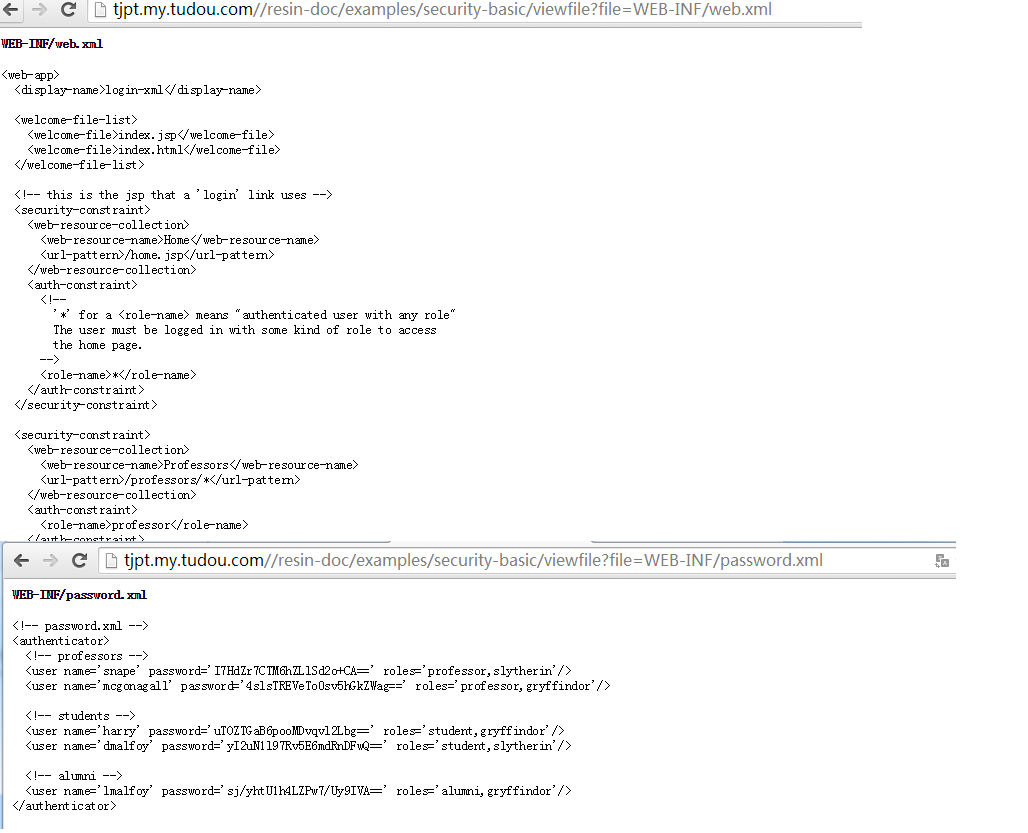 tjpt.my.tudou.com//resin-doc/examples/security-basic/viewfile?file=WEB-INF/web.xml
WEB-INF/web.xml
<web-app>
<display-name>login-xml</display-name>
<welcome-file-list>
<welcome-file>index.jsp</welcome-file>
<welcome-file>index.html</welcome-file>
</welcome-file-list>
<!-- this is the jsp that a 'login' link uses -->
<security-constraint>
<web-resource-collection>
<web-resource-name>Home</web-resource-name>
<url-pattern>/home.jsp</url-pattern>
</web-resource-collection>
<auth-constraint>
<!--
'*' for a <role-name> means "authenticated user with any role"
The user must be logged in with some kind of role to access
the home page.
-->
<role-name>*</role-name>
</auth-constraint>
</security-constraint>
<security-constraint>
<web-resource-collection>
<web-resource-name>Professors</web-resource-name>
<url-pattern>/professors/*</url-pattern>
</web-resource-collection>
<auth-constraint>
<role-name>professor</role-name>
</auth-constraint>
tjpt.my.tudou.com//resin-doc/examples/security-basic/viewfile?file=WEB-INF/password.xml
WEB-INF/password.xml
<!-- password.xml -->
<authenticator>
<!-- professors -->
<user name='snape' password='I7HdZr7CTM6hZLlSd2o+CA==' roles='professor,slytherin'/>
<user name='mcgonagall' password='4slsTREVeTo0sv5hGkZWag==' roles='professor,gryffindor'/>
<!-- students -->
<user name='harry' password='uTOZTGaB6pooMDvqvl2Lbg==' roles='student,gryffindor'/>
<user name='dmalfoy' password='yI2uN1l97Rv5E6mdRnDFwQ==' roles='student,slytherin'/>
<!-- alumni -->
<user name='lmalfoy' password='sj/yhtU1h4LZPw7/Uy9IVA==' roles='alumni,gryffindor'/>
</authenticator>